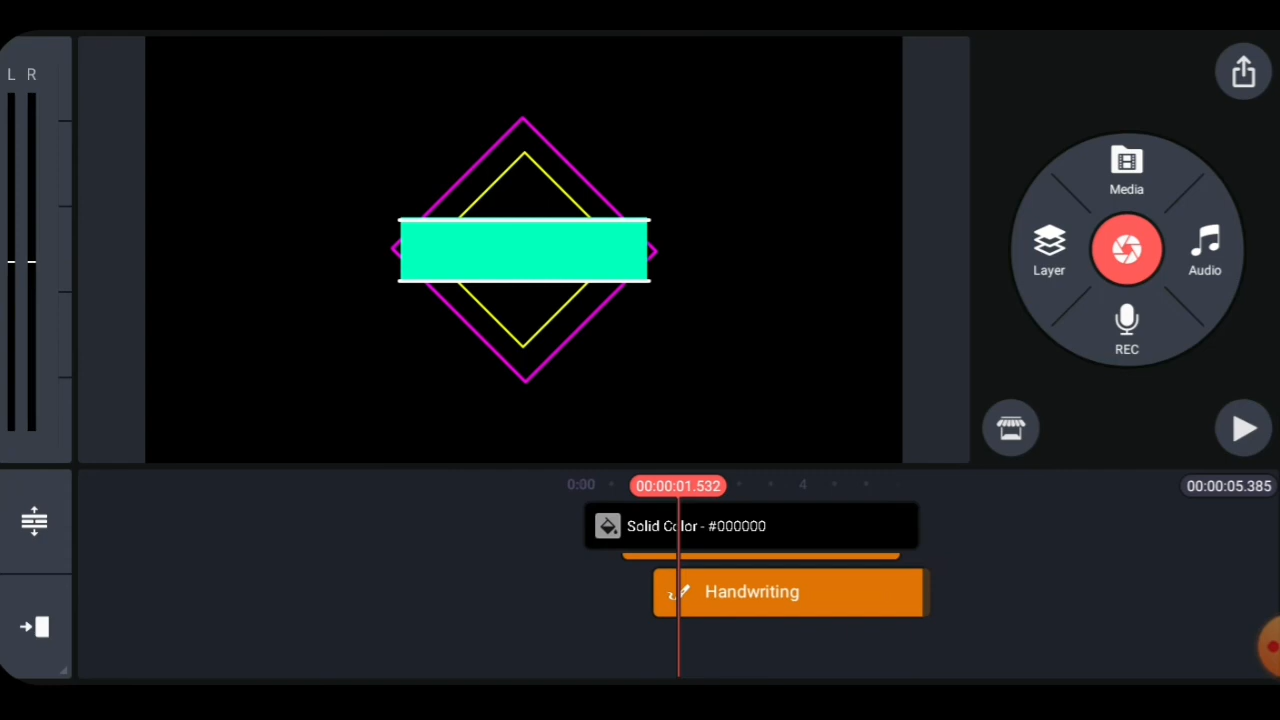 L R
Media
Layer
Audio
REC
0:00
00:00:01.532
4
00:00:05.385
Solid Color - #000000
Handwriting